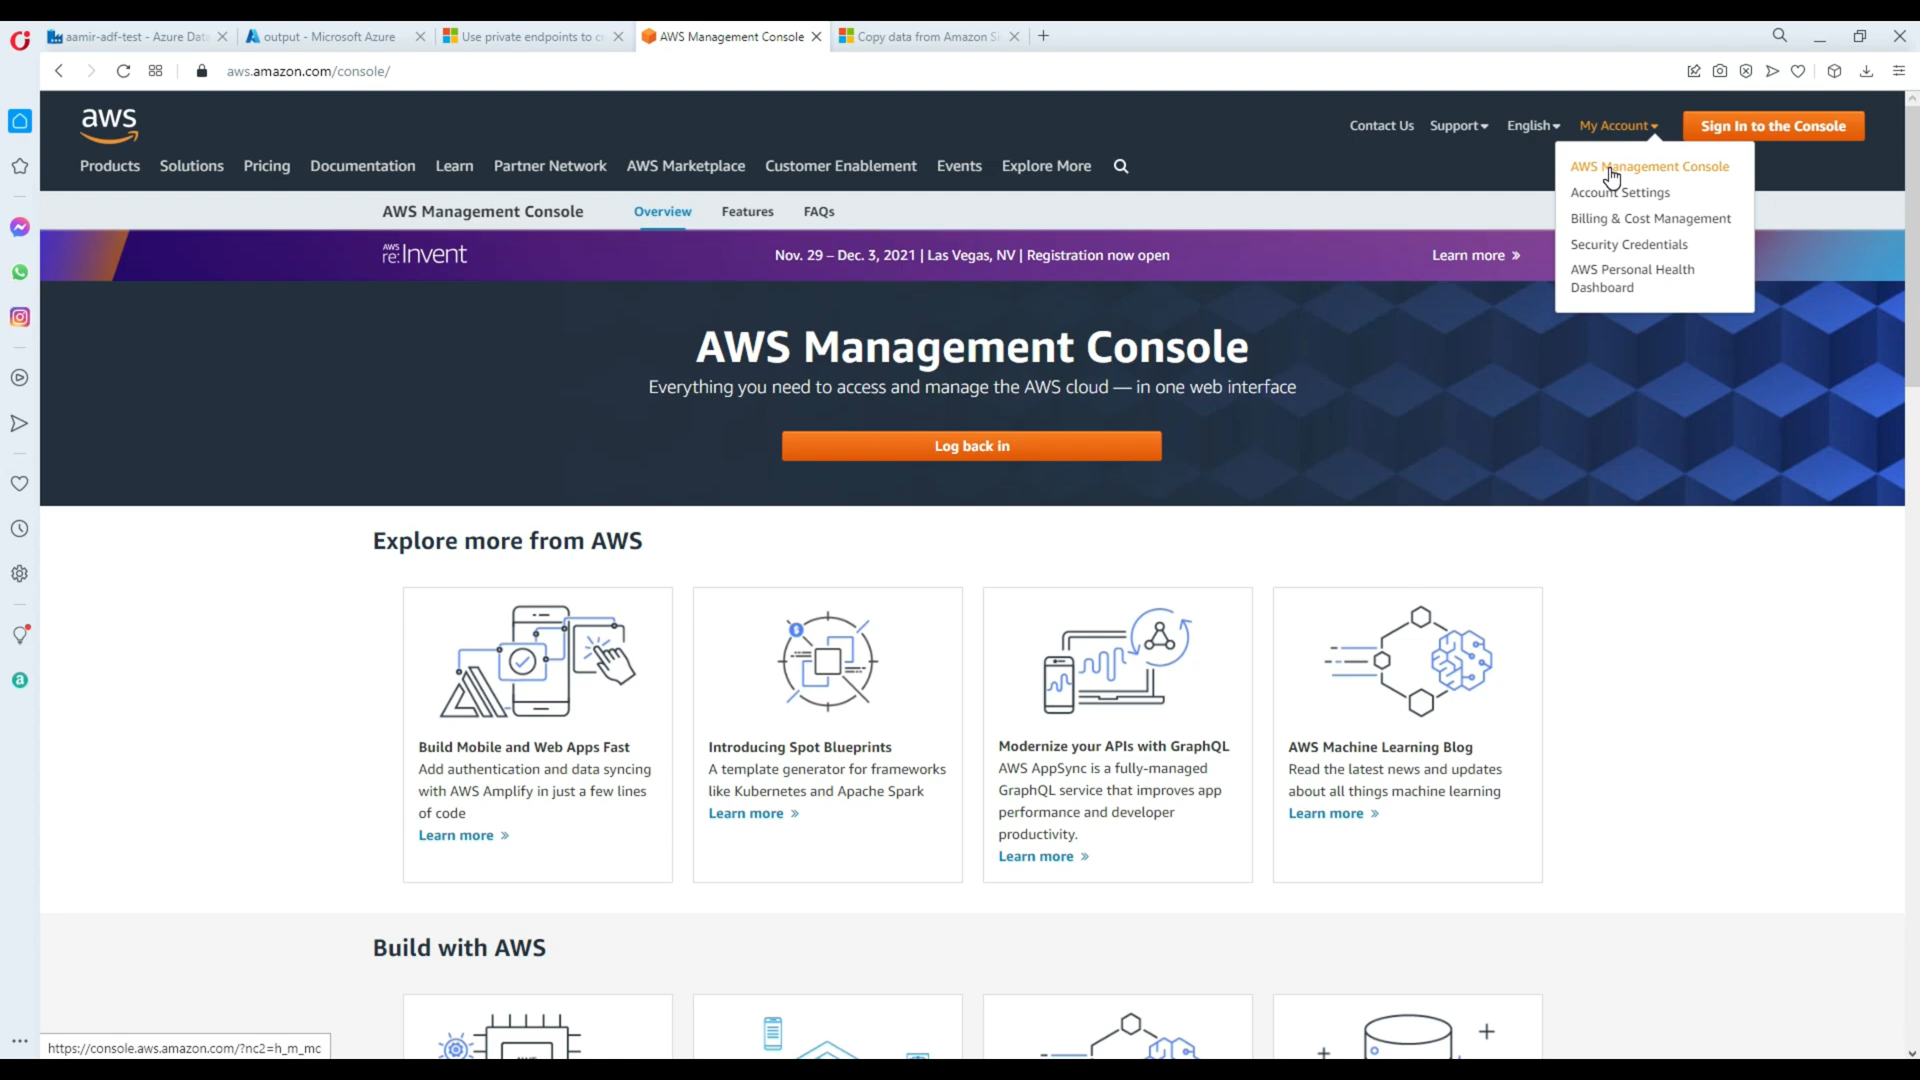 aamir-adf-test - Azure Data
output - Microsoft Azure
Use private endpoints to c
AWS Management Console
Copy data from Amazon S
aws.amazon.com/console/
aws
Contact Us
Support
English
My Account
Sign In to the Console
Products
Solutions
Pricing
Documentation
Learn
Partner Network
AWS Marketplace
Customer Enablement
Events
Explore More
AWS Management Console
Account Settings
Billing & Cost Management
Security Credentials
AWS Personal Health
Dashboard
AWS Management Console
Overview
Features
FAQs
AWS re:Invent
Nov. 29 – Dec. 3, 2021 | Las Vegas, NV | Registration now open
Learn more »
AWS Management Console
Everything you need to access and manage the AWS cloud — in one web interface
Log back in
Explore more from AWS
Build Mobile and Web Apps Fast
Add authentication and data syncing
with AWS Amplify in just a few lines
of code
Learn more »
Introducing Spot Blueprints
A template generator for frameworks
like Kubernetes and Apache Spark
Learn more »
Modernize your APIs with GraphQL
AWS AppSync is a fully-managed
GraphQL service that improves app
performance and developer
productivity.
Learn more »
AWS Machine Learning Blog
Read the latest news and updates
about all things machine learning
Learn more »
Build with AWS
https://console.aws.amazon.com/?nc2=h_m_mc